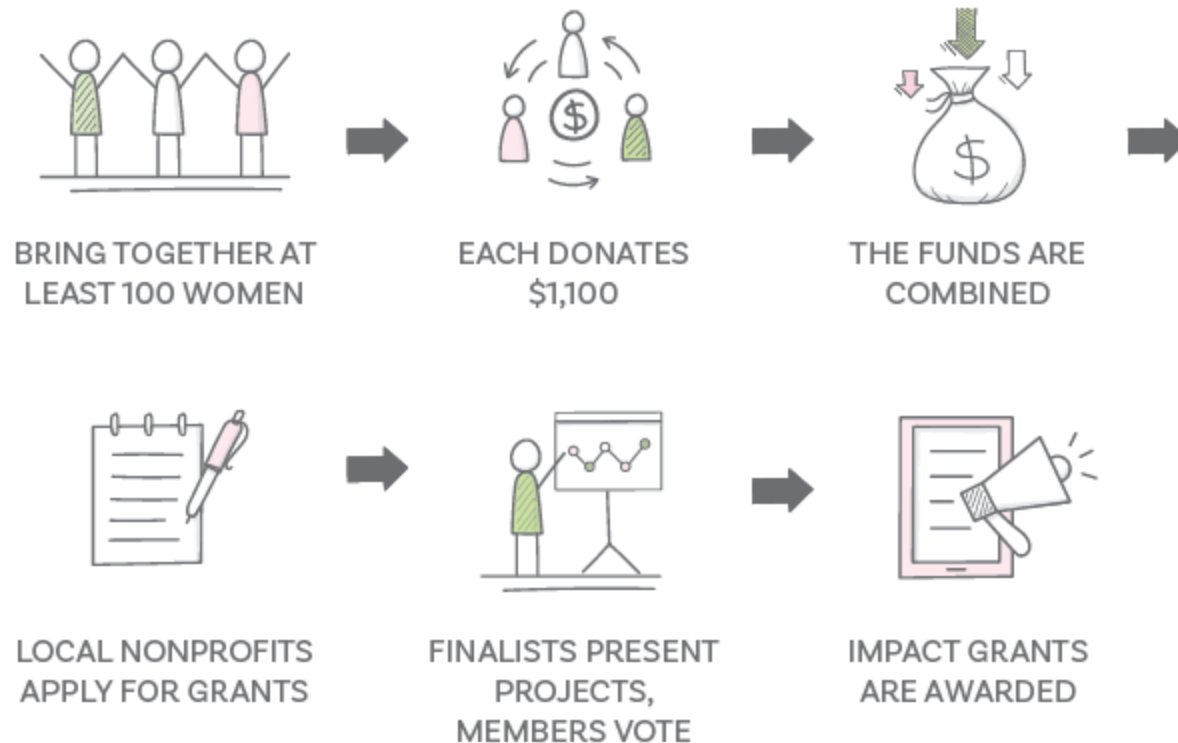 BRING TOGETHER AT
LEAST 100 WOMEN
EACH DONATES
$1,100
$
THE FUNDS ARE
COMBINED
$
LOCAL NONPROFITS
APPLY FOR GRANTS
FINALISTS PRESENT
PROJECTS,
MEMBERS VOTE
IMPACT GRANTS
ARE AWARDED